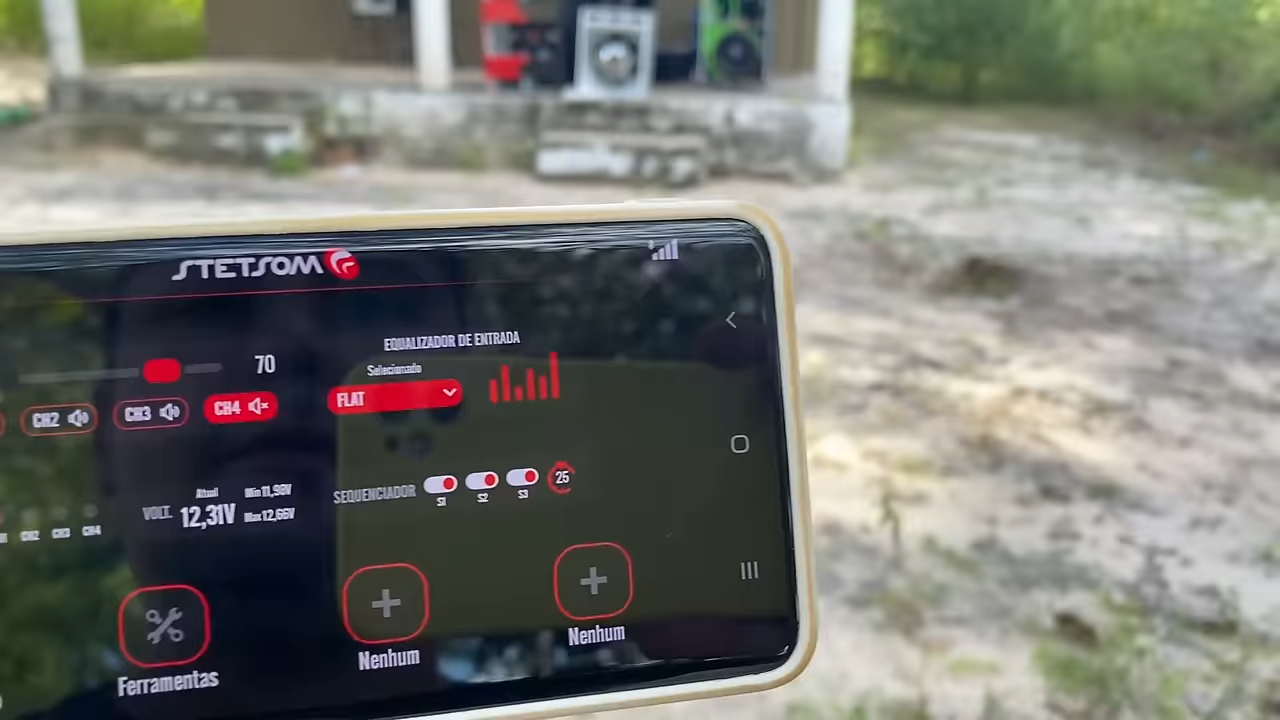 STETSOM
EQUALIZADOR DE ENTRADA
Selecionado
FLAT
70
CH2 CH3 CH4
VOLT.
Atual
12,31V
Min 11,98V
Max 12,66V
SEQUENCIADOR
S1 S2 S3
25
CH2 CH3 CH4
Ferramentas
Nenhum
Nenhum